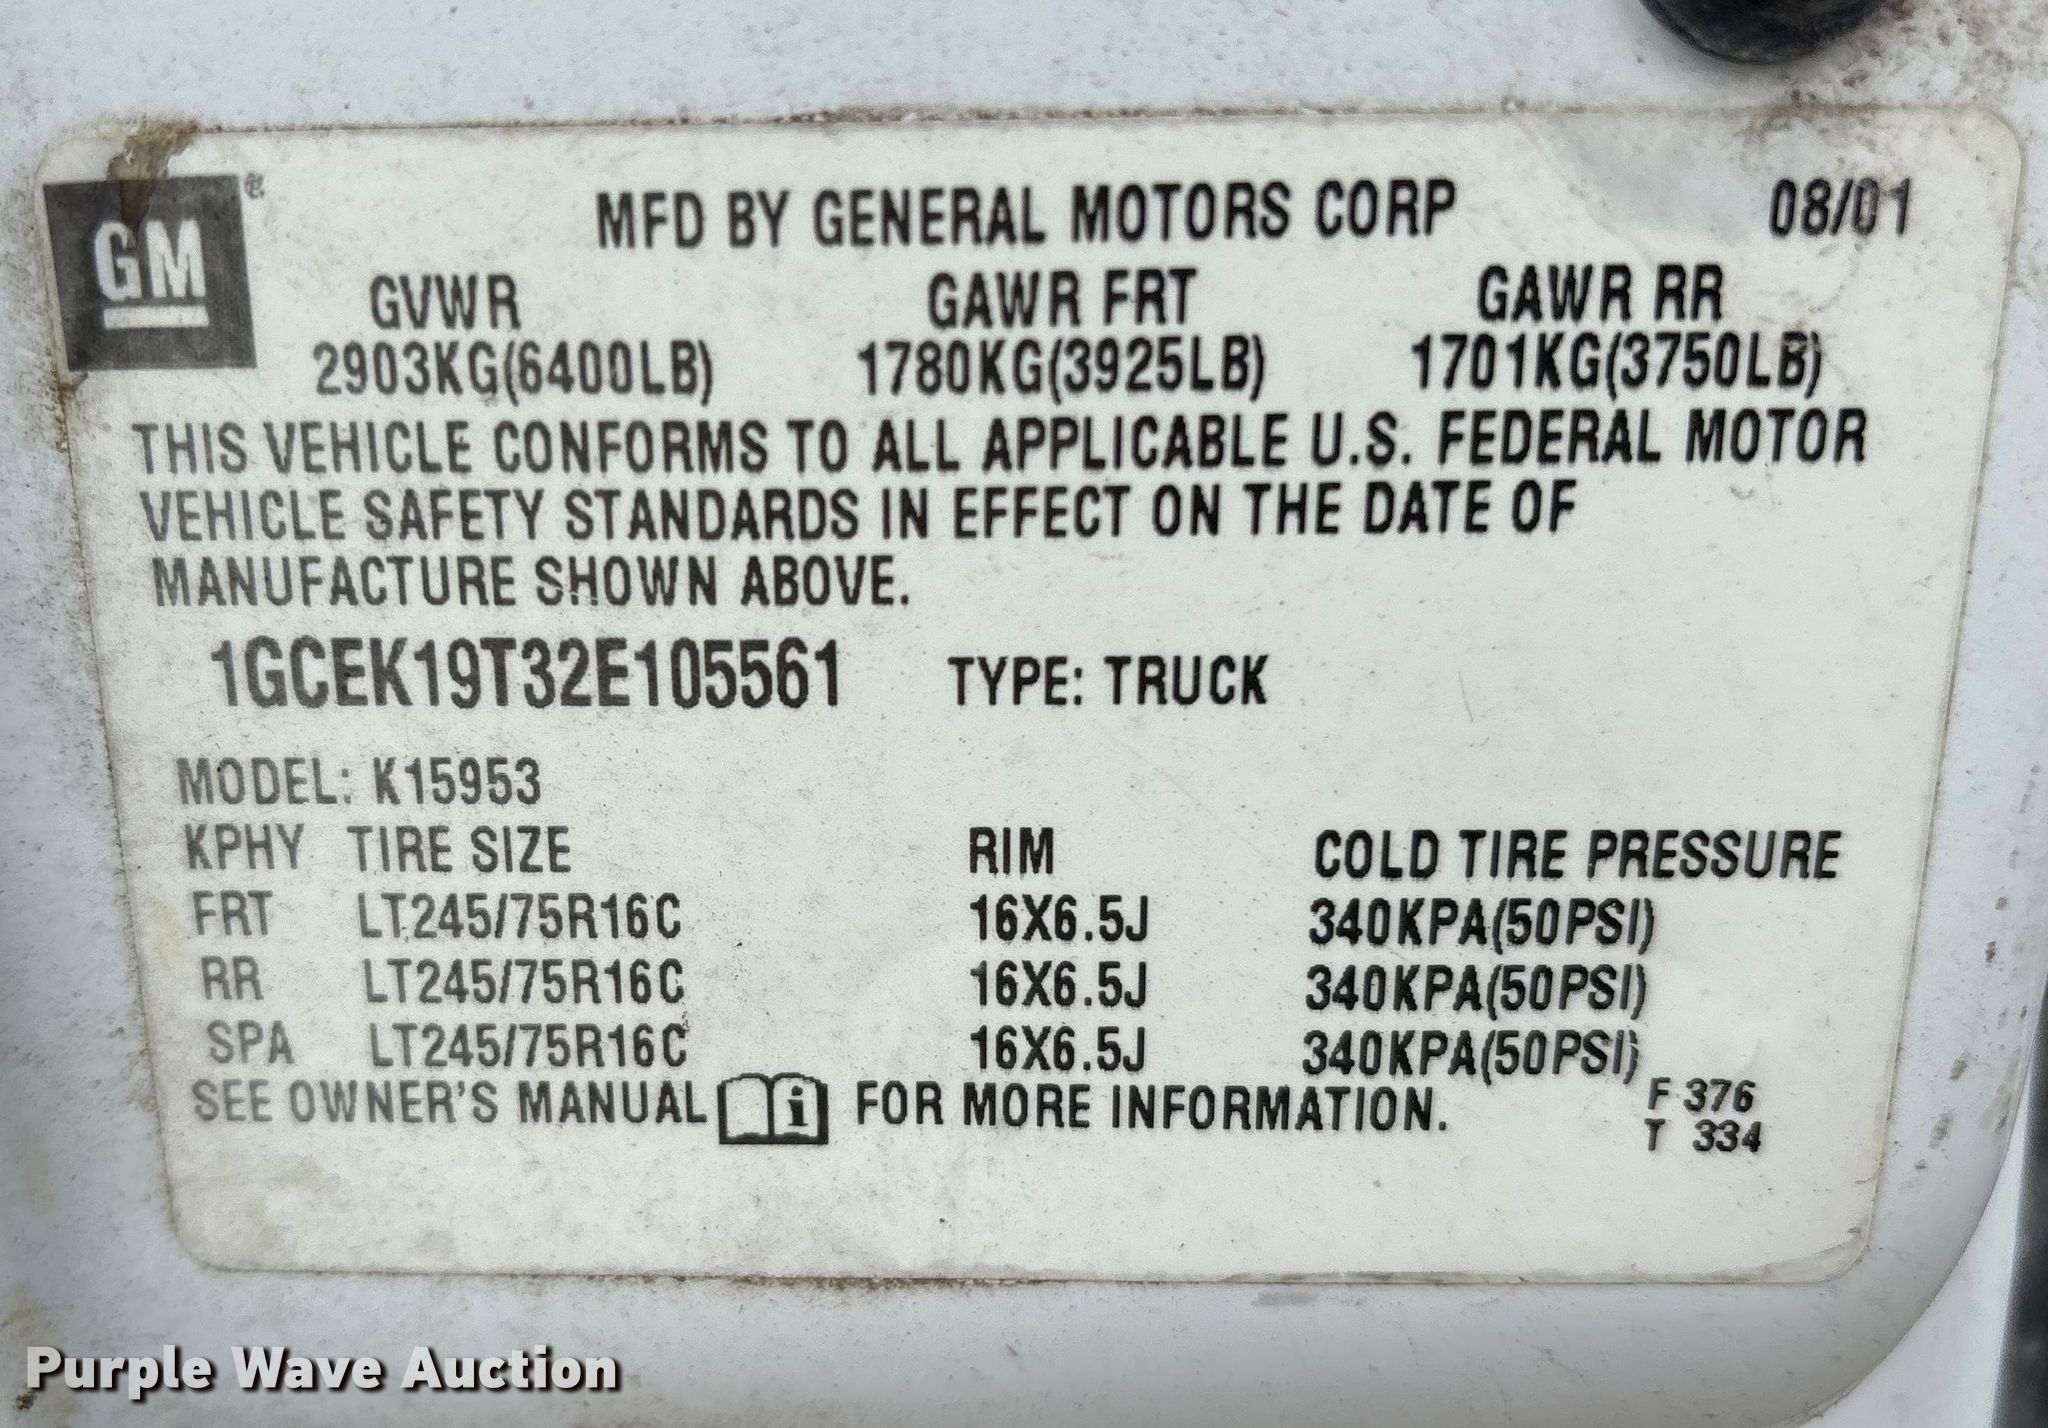 GM®
MFD BY GENERAL MOTORS CORP 08/01
GVWR GAWR FRT GAWR RR
2903KG(6400LB) 1780KG(3925LB) 1701KG(3750LB)
THIS VEHICLE CONFORMS TO ALL APPLICABLE U.S. FEDERAL MOTOR
VEHICLE SAFETY STANDARDS IN EFFECT ON THE DATE OF
MANUFACTURE SHOWN ABOVE.
1GCEK19T32E105561 TYPE: TRUCK
MODEL: K15953
KPHY TIRE SIZE RIM COLD TIRE PRESSURE
FRT LT245/75R16C 16X6.5J 340KPA(50PSI)
RR LT245/75R16C 16X6.5J 340KPA(50PSI)
SPA LT245/75R16C 16X6.5J 340KPA(50PSI)
SEE OWNER'S MANUAL i FOR MORE INFORMATION.
F 376
T 334
Purple Wave Auction